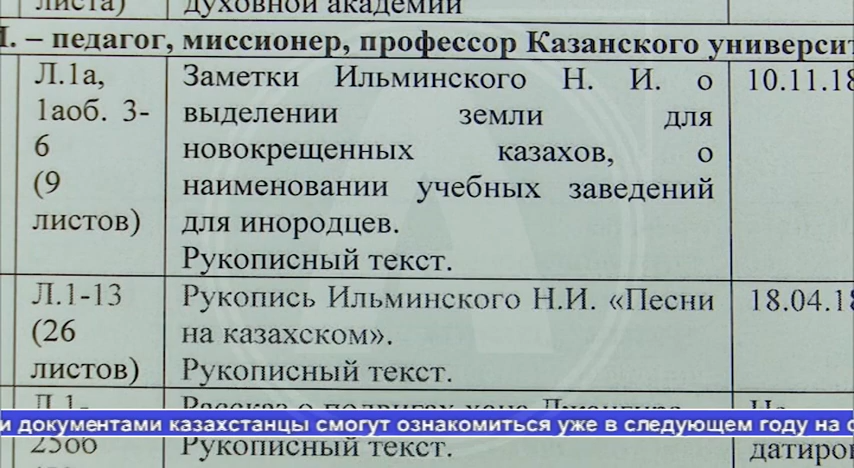 листа)
духовной академии
– педагог, миссионер, профессор Казанского универси
Л.1а,
1аоб. 3-
6
(9
листов)
Заметки Ильминского Н. И. о
выделении земли для
новокрещенных казахов, о
наименовании учебных заведений
для инородцев.
Рукописный текст.
10.11.18
Л.1-13
(26
листов)
Рукопись Ильминского Н.И. «Песни
на казахском».
Рукописный текст.
18.04.18
и документами казахстанцы смогут ознакомиться уже в следующем году на
25об
Рукописный текст.
датиро